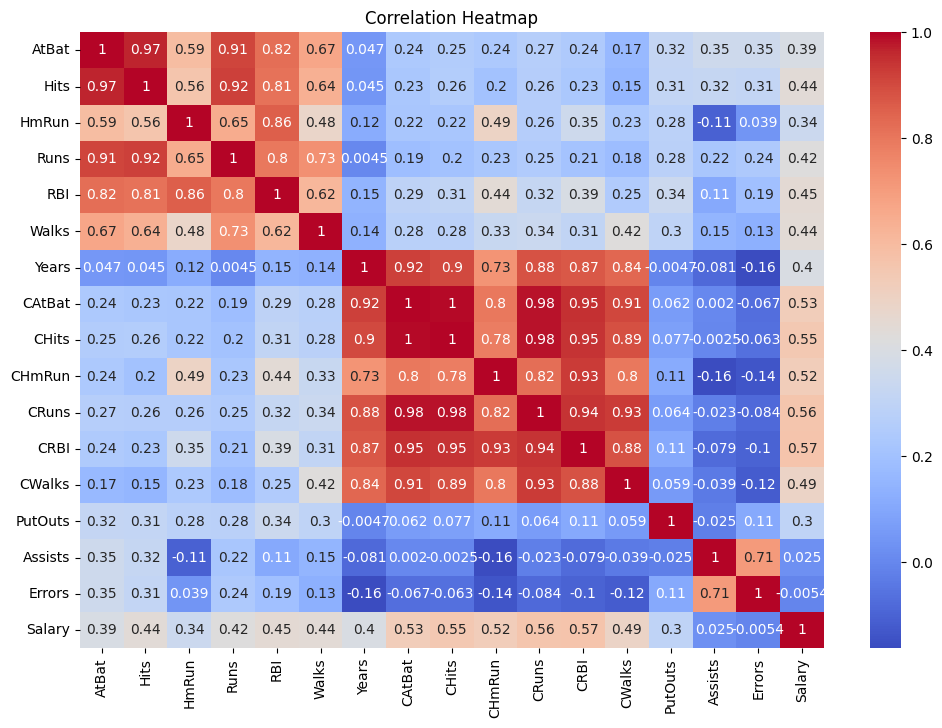 Correlation Heatmap
AtBat 1 0.97 0.59 0.91 0.82 0.67 0.047 0.24 0.25 0.24 0.27 0.24 0.17 0.32 0.35 0.35 0.39
Hits 0.97 1 0.56 0.92 0.81 0.64 0.045 0.23 0.26 0.2 0.26 0.23 0.15 0.31 0.32 0.31 0.44
HmRun 0.59 0.56 1 0.65 0.86 0.48 0.12 0.22 0.22 0.49 0.26 0.35 0.23 0.28 -0.11 0.039 0.34
Runs 0.91 0.92 0.65 1 0.8 0.73 0.0045 0.19 0.2 0.23 0.25 0.21 0.18 0.28 0.22 0.24 0.42
RBI 0.82 0.81 0.86 0.8 1 0.62 0.15 0.29 0.31 0.44 0.32 0.39 0.25 0.34 0.11 0.19 0.45
Walks 0.67 0.64 0.48 0.73 0.62 1 0.14 0.28 0.28 0.33 0.34 0.31 0.42 0.3 0.15 0.13 0.44
Years 0.047 0.045 0.12 0.0045 0.15 0.14 1 0.92 0.9 0.73 0.88 0.87 0.84 -0.0047 -0.081 -0.16 0.4
CAtBat 0.24 0.23 0.22 0.19 0.29 0.28 0.92 1 1 0.8 0.98 0.95 0.91 0.062 0.002 -0.067 0.53
CHits 0.25 0.26 0.22 0.2 0.31 0.28 0.9 1 1 0.78 0.98 0.95 0.89 0.077 -0.0025 -0.063 0.55
CHmRun 0.24 0.2 0.49 0.23 0.44 0.33 0.73 0.8 0.78 1 0.82 0.93 0.8 0.11 -0.16 -0.14 0.52
CRuns 0.27 0.26 0.26 0.25 0.32 0.34 0.88 0.98 0.98 0.82 1 0.94 0.93 0.064 -0.023 -0.084 0.56
CRBI 0.24 0.23 0.35 0.21 0.39 0.31 0.87 0.95 0.95 0.93 0.94 1 0.88 0.11 -0.079 -0.1 0.57
CWalks 0.17 0.15 0.23 0.18 0.25 0.42 0.84 0.91 0.89 0.8 0.93 0.88 1 0.059 -0.039 -0.12 0.49
PutOuts 0.32 0.31 0.28 0.28 0.34 0.3 -0.0047 0.062 0.077 0.11 0.064 0.11 0.059 1 -0.025 0.11 0.3
Assists 0.35 0.32 -0.11 0.22 0.11 0.15 -0.081 0.002 -0.0025 -0.16 -0.023 -0.079 -0.039 -0.025 1 0.71 0.025
Errors 0.35 0.31 0.039 0.24 0.19 0.13 -0.16 -0.067 -0.063 -0.14 -0.084 -0.1 -0.12 0.11 0.71 1 -0.0054
Salary 0.39 0.44 0.34 0.42 0.45 0.44 0.4 0.53 0.55 0.52 0.56 0.57 0.49 0.3 0.025 -0.0054 1
AtBat Hits HmRun Runs RBI Walks Years CAtBat CHits CHmRun CRuns CRBI CWalks PutOuts Assists Errors Salary
1.0
0.8
0.6
0.4
0.2
0.0